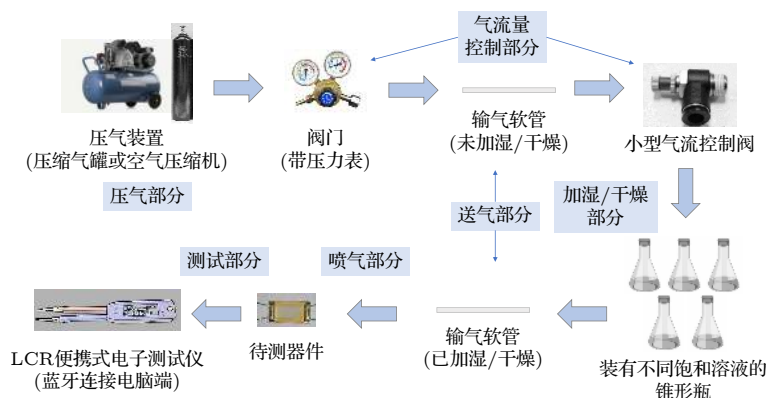 气流量
控制部分
压气装置
(压缩气罐或空气压缩机)
阀门
(带压力表)
输气软管
(未加湿/干燥)
小型气流控制阀
压气部分
送气部分
加湿/干燥
部分
测试部分
喷气部分
LCR便携式电子测试仪
(蓝牙连接电脑端)
待测器件
输气软管
(已加湿/干燥)
装有不同饱和溶液的
锥形瓶